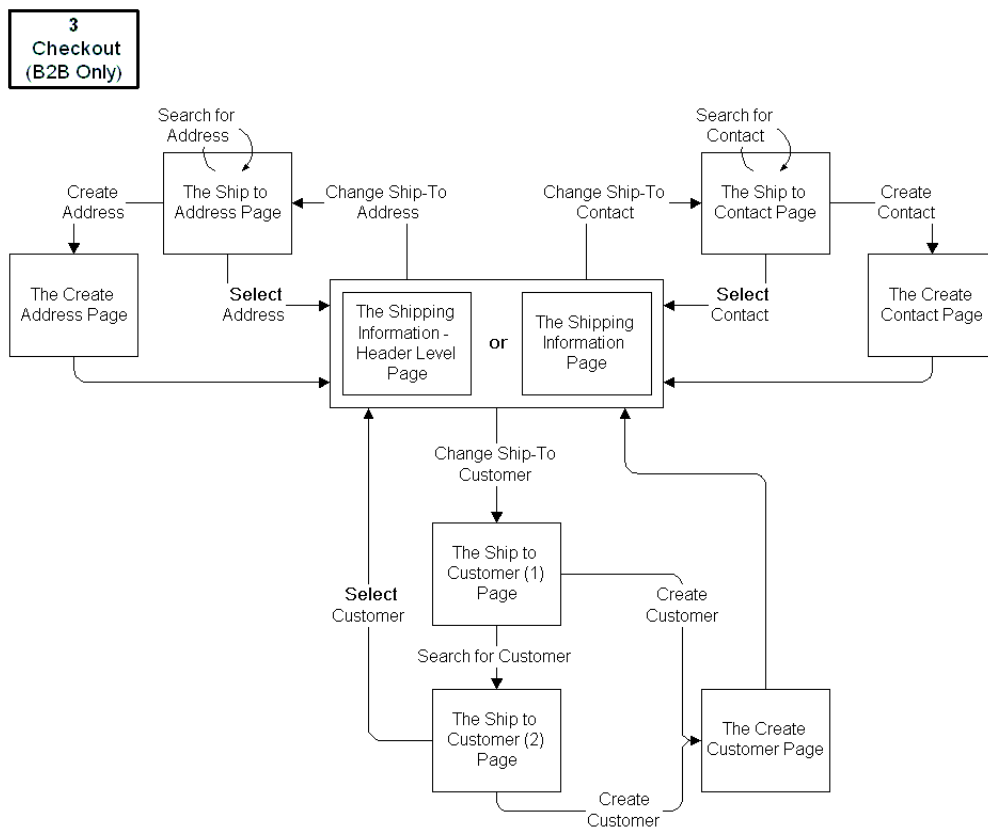 3
Checkout
(B2B Only)
Search for
Address
Search for
Contact
Create
Address
The Ship to
Address Page
Change Ship-To
Address
Change Ship-To
Contact
The Ship to
Contact Page
Create
Contact
The Create
Address Page
Select
Address
The Shipping
Information -
Header Level
Page
or
The Shipping
Information
Page
Select
Contact
The Create
Contact Page
Change Ship-To
Customer
The Ship to
Customer (1)
Page
Select
Customer
Create
Customer
Search for Customer
The Ship to
Customer (2)
Page
The Create
Customer Page
Create
Customer